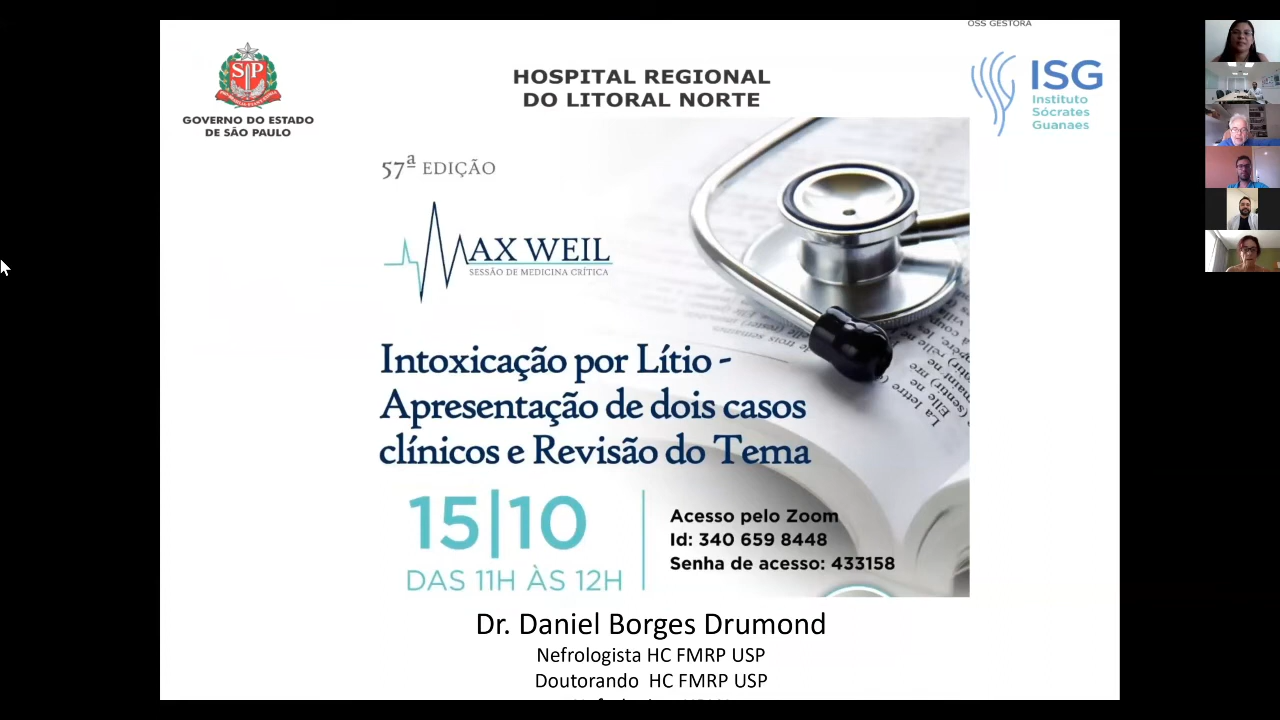 OSS GESTORA
SP
GOVERNO DO ESTADO
DE SÃO PAULO
HOSPITAL REGIONAL
DO LITORAL NORTE
ISG
Instituto
Sócrates
Guanaes
57ª EDIÇÃO
MAX WEIL
SESSÃO DE MEDICINA CRÍTICA
Intoxicação por Lítio -
Apresentação de dois casos
clínicos e Revisão do Tema
15|10
DAS 11H ÀS 12H
Acesso pelo Zoom
Id: 340 659 8448
Senha de acesso: 433158
Dr. Daniel Borges Drumond
Nefrologista HC FMRP USP
Doutorando HC FMRP USP